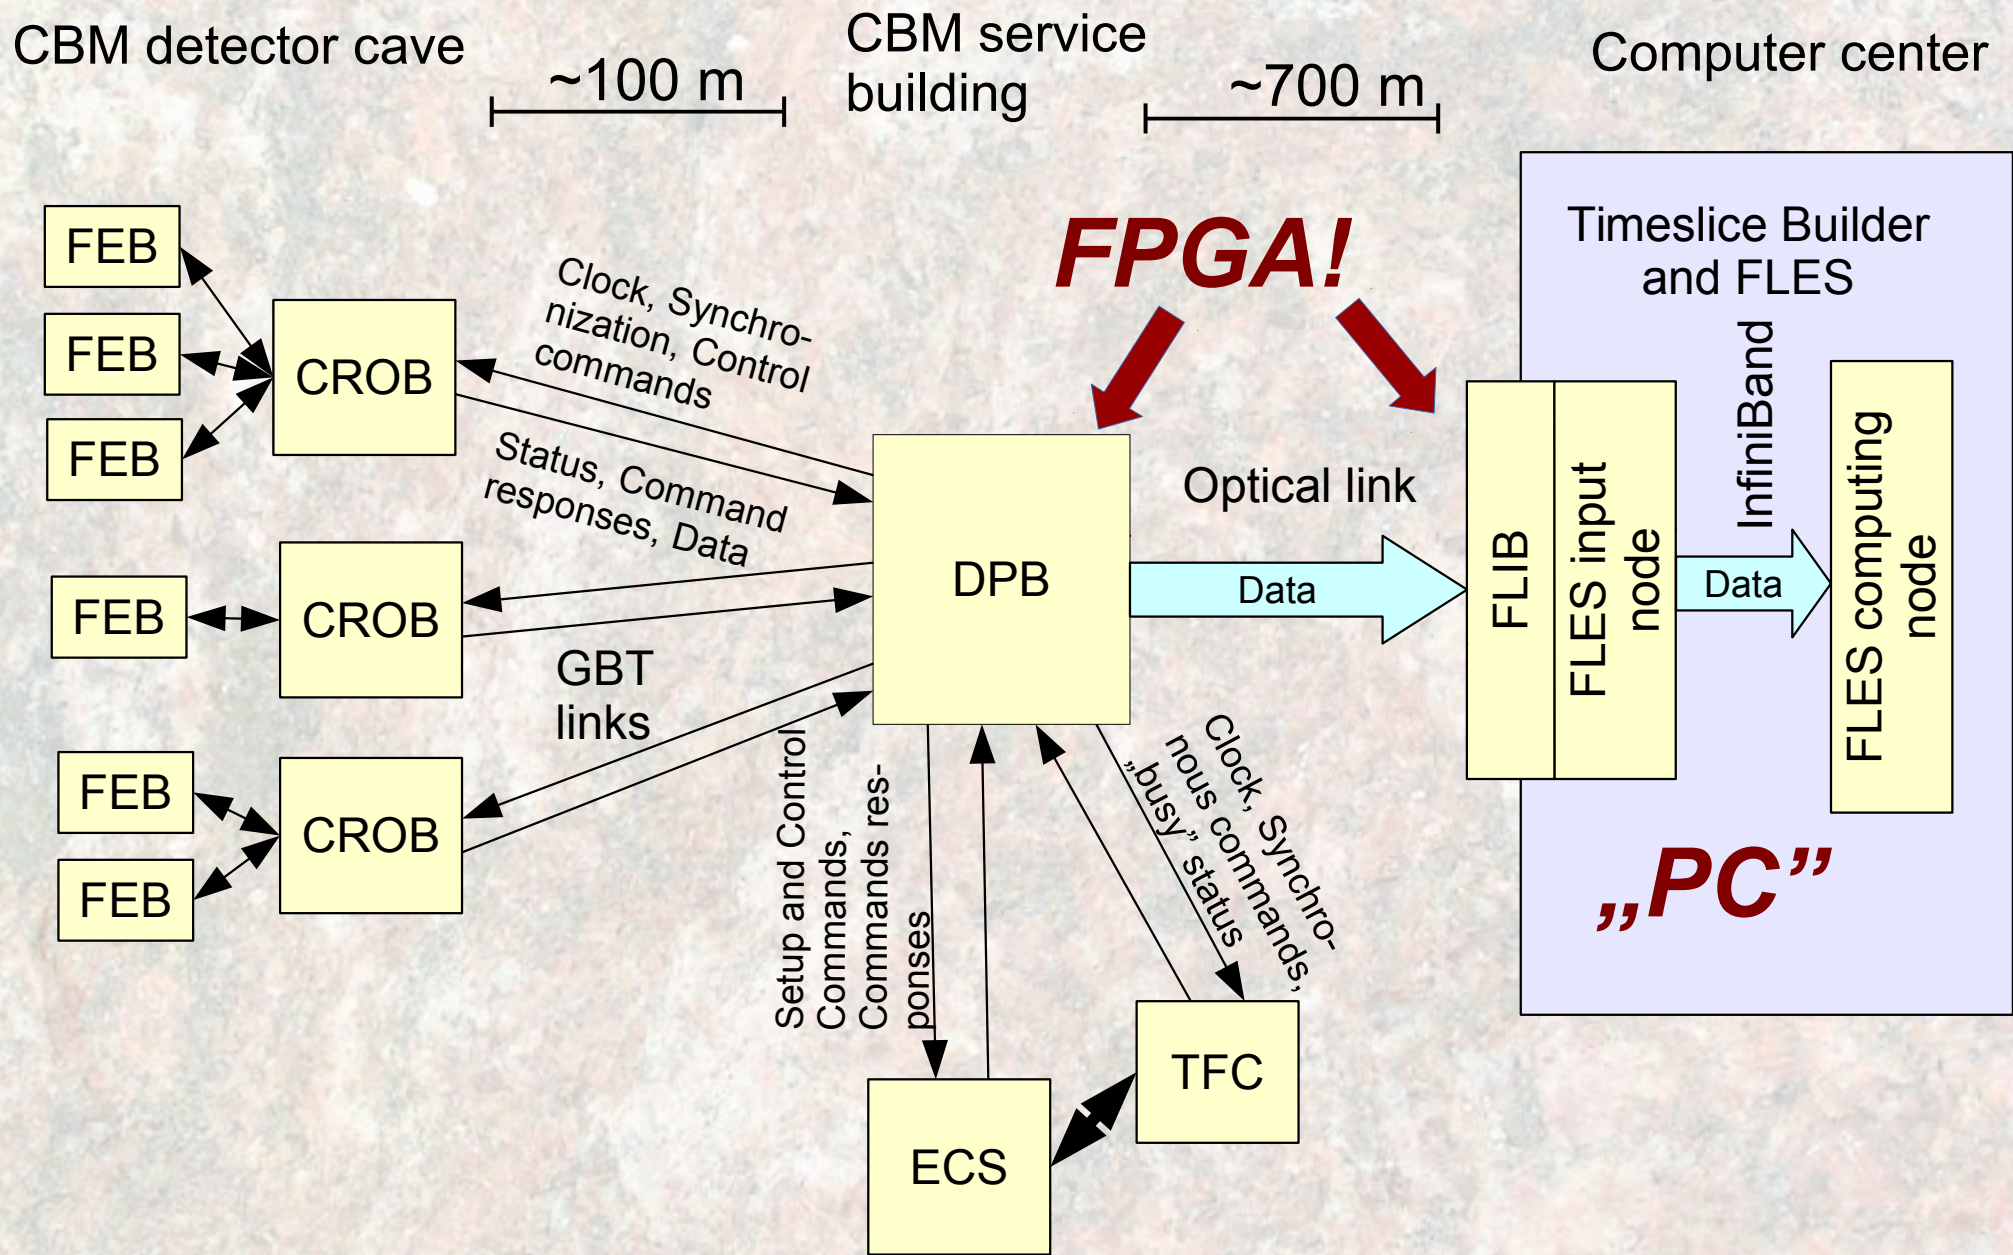 CBM detector cave
~100 m
CBM service
building
~700 m
Computer center
FEB
FEB
FEB
CROB
Clock, Synchro-
nization, Control
commands
Status, Command
responses, Data
FPGA!
Timeslice Builder
and FLES
InfiniBand
Optical link
DPB
Data
FLIB
FLES input
node
Data
FLES computing
node
FEB
CROB
GBT
links
FEB
FEB
CROB
Setup and Control
Commands,
Commands res-
ponses
Clock, Synchro-
nous commands,
„busy” status
„PC”
TFC
ECS